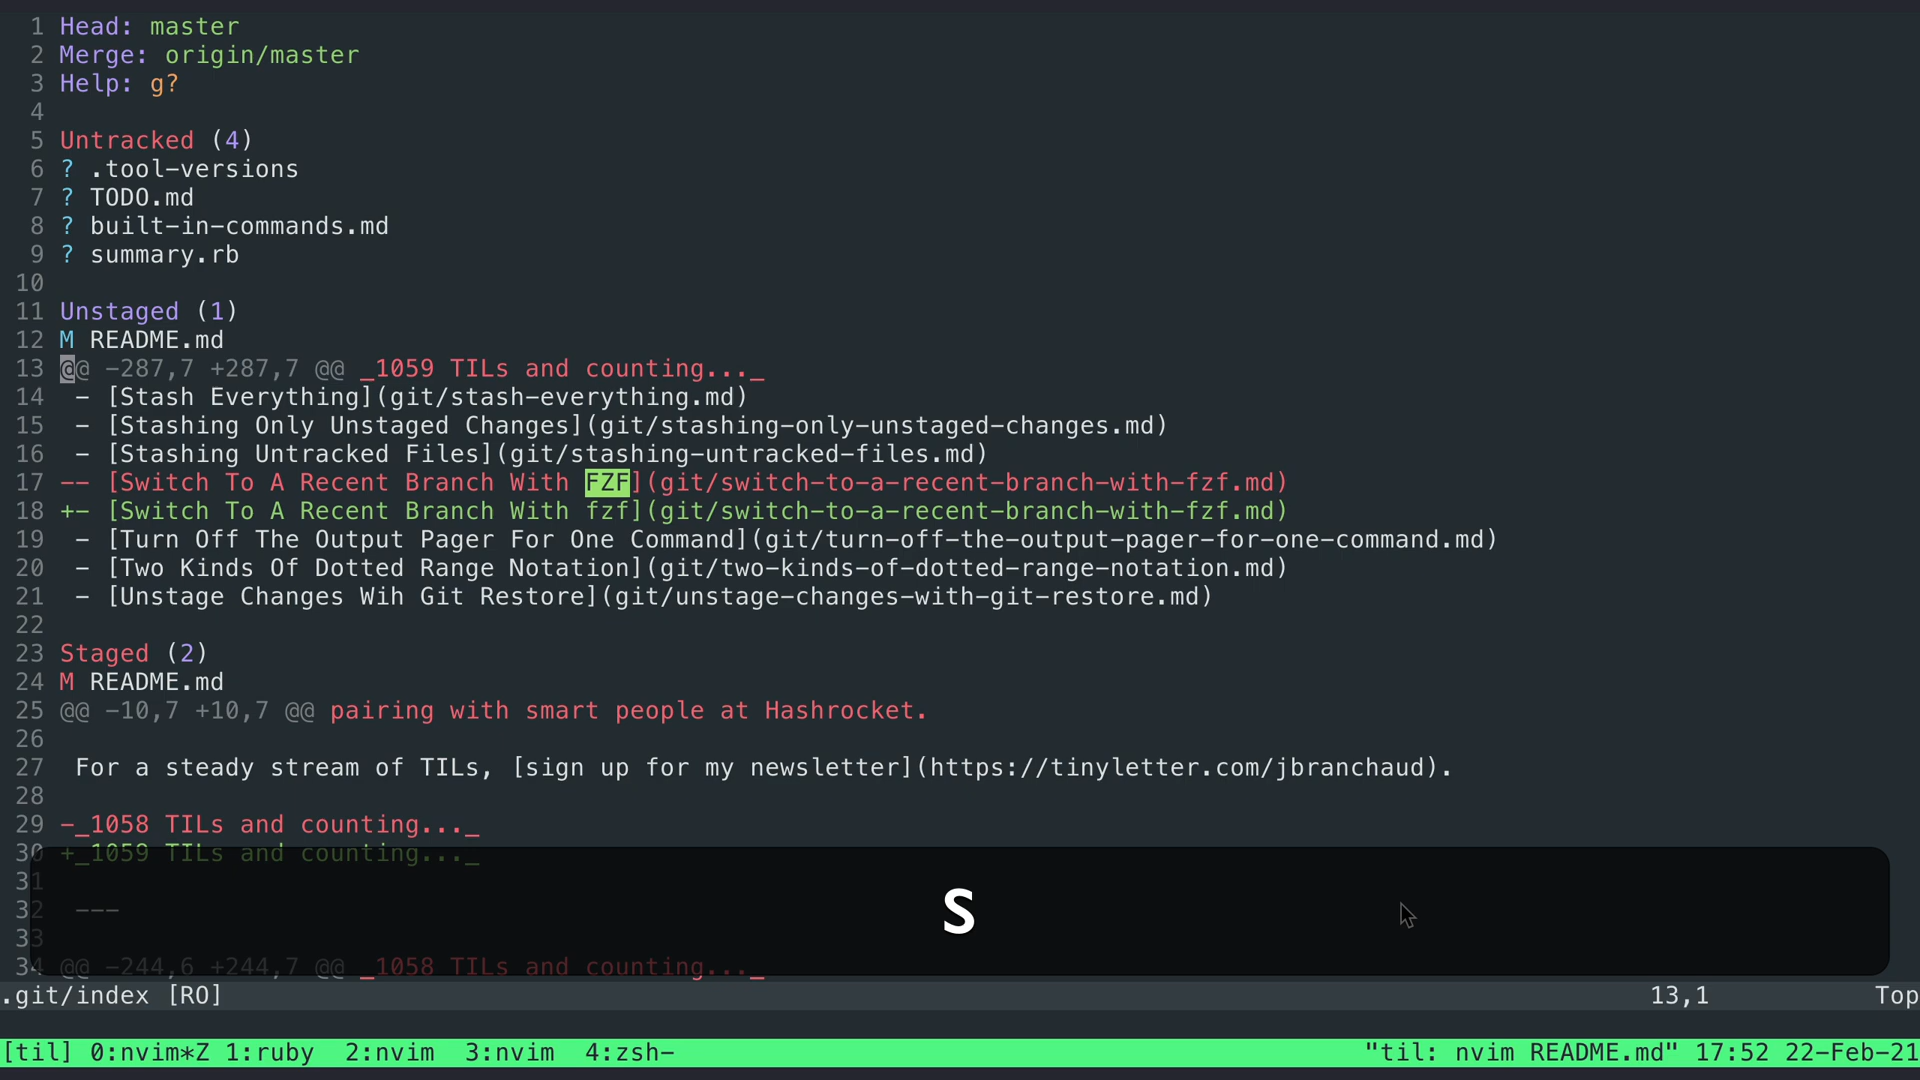 1 Head: master
2 Merge: origin/master
3 Help: g?
4
5 Untracked (4)
6 ? .tool-versions
7 ? TODO.md
8 ? built-in-commands.md
9 ? summary.rb
10
11 Unstaged (1)
12 M README.md
13 @@ -287,7 +287,7 @@ _1059 TILs and counting..._
14  - [Stash Everything](git/stash-everything.md)
15  - [Stashing Only Unstaged Changes](git/stashing-only-unstaged-changes.md)
16  - [Stashing Untracked Files](git/stashing-untracked-files.md)
17 -- [Switch To A Recent Branch With FZF](git/switch-to-a-recent-branch-with-fzf.md)
18 +- [Switch To A Recent Branch With fzf](git/switch-to-a-recent-branch-with-fzf.md)
19  - [Turn Off The Output Pager For One Command](git/turn-off-the-output-pager-for-one-command.md)
20  - [Two Kinds Of Dotted Range Notation](git/two-kinds-of-dotted-range-notation.md)
21  - [Unstage Changes Wih Git Restore](git/unstage-changes-with-git-restore.md)
22
23 Staged (2)
24 M README.md
25 @@ -10,7 +10,7 @@ pairing with smart people at Hashrocket.
26
27  For a steady stream of TILs, [sign up for my newsletter](https://tinyletter.com/jbranchaud).
28
29 -_1058 TILs and counting..._
30 +_1059 TILs and counting..._
31
32  ---
33
34 @@ -244,6 +244,7 @@ _1058 TILs and counting..._
S
.git/index [RO] 13,1 Top
[til] 0:nvim*Z 1:ruby  2:nvim  3:nvim  4:zsh- "til: nvim README.md" 17:52 22-Feb-21